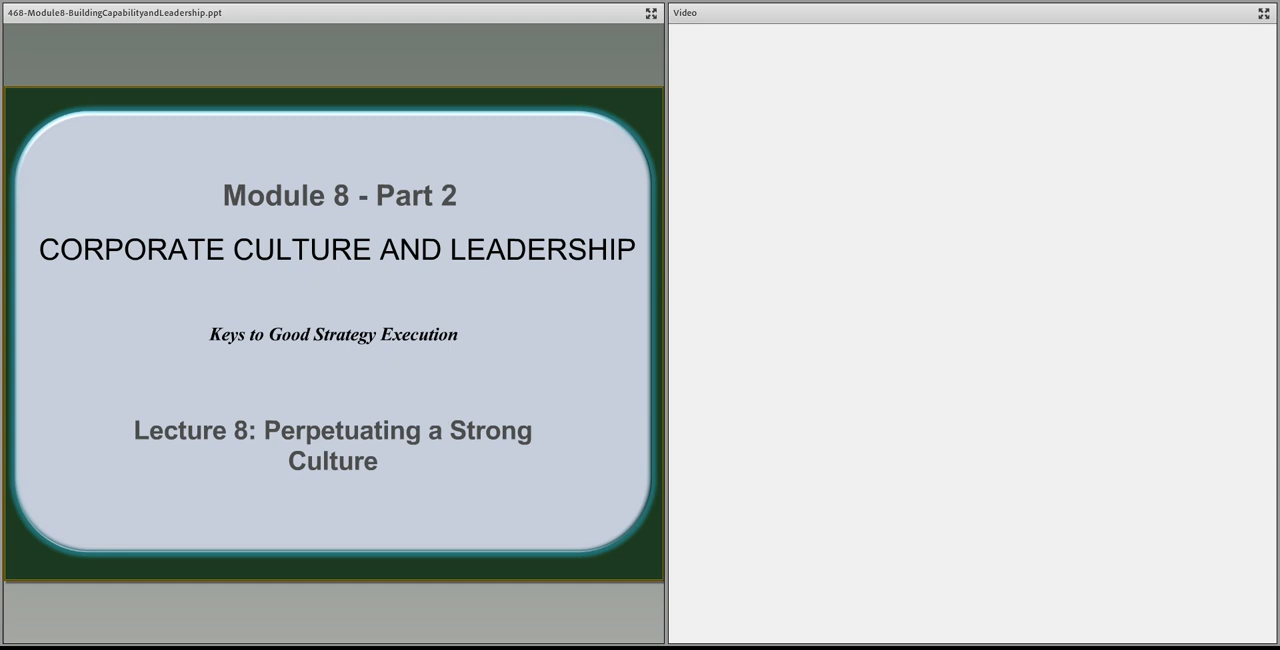 468-Module8-BuildingCapabilityandLeadership.ppt
Video
Module 8 - Part 2
CORPORATE CULTURE AND LEADERSHIP
Keys to Good Strategy Execution
Lecture 8: Perpetuating a Strong
Culture